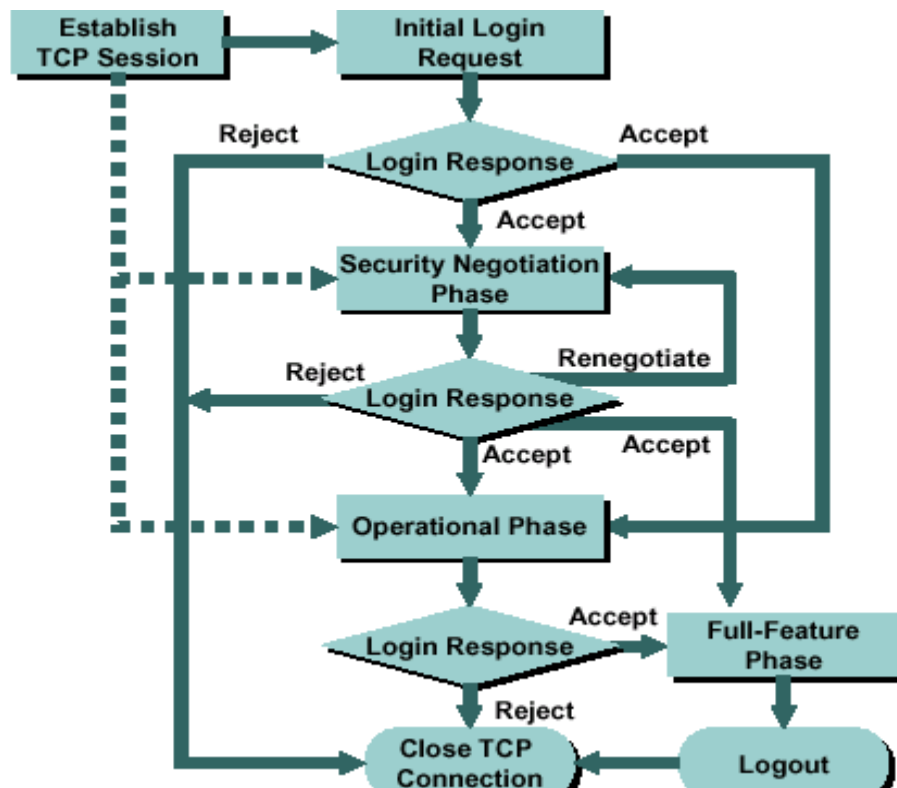 Establish
TCP Session
Initial Login
Request
Reject
Accept
Login Response
Accept
Security Negotiation
Phase
Renegotiate
Reject
Login Response
Accept
Accept
Operational Phase
Accept
Login Response
Full-Feature
Phase
Reject
Close TCP
Connection
Logout